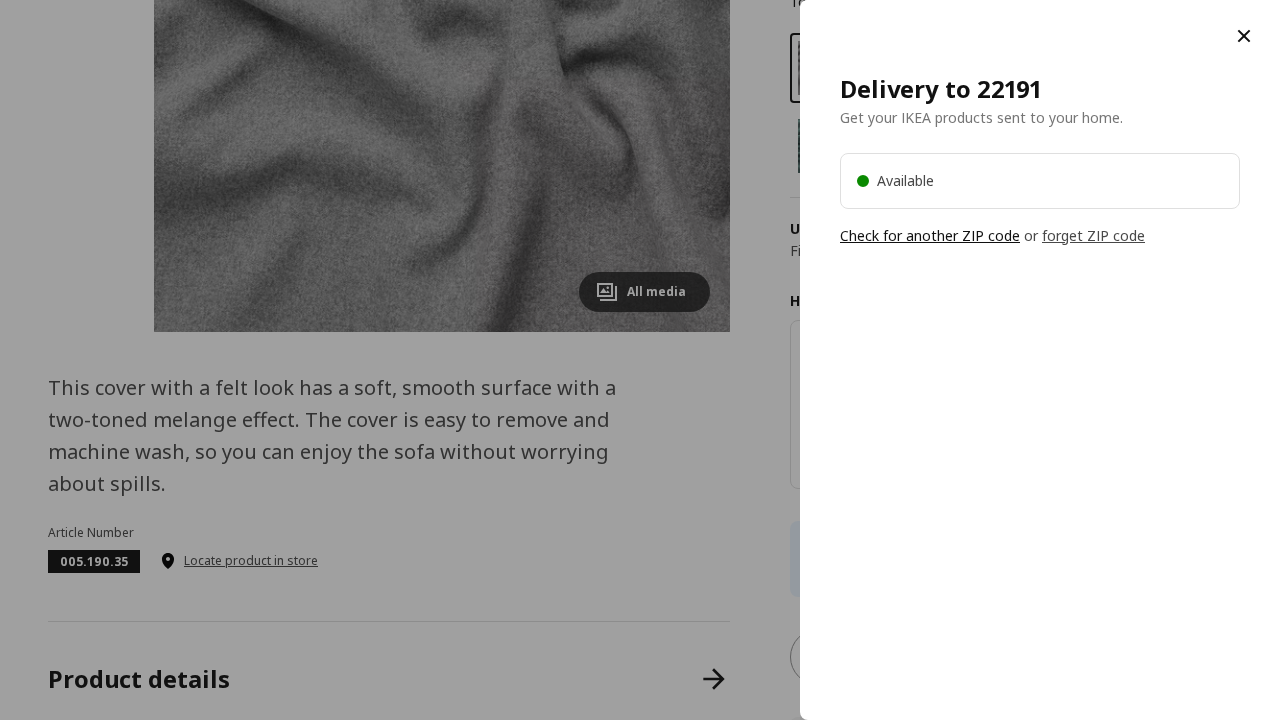 All media
This cover with a felt look has a soft, smooth surface with a
two-toned melange effect. The cover is easy to remove and
machine wash, so you can enjoy the sofa without worrying
about spills.
Article Number
005.190.35
Locate product in store
Product details
Delivery to 22191
Get your IKEA products sent to your home.
Available
Check for another ZIP code or forget ZIP code